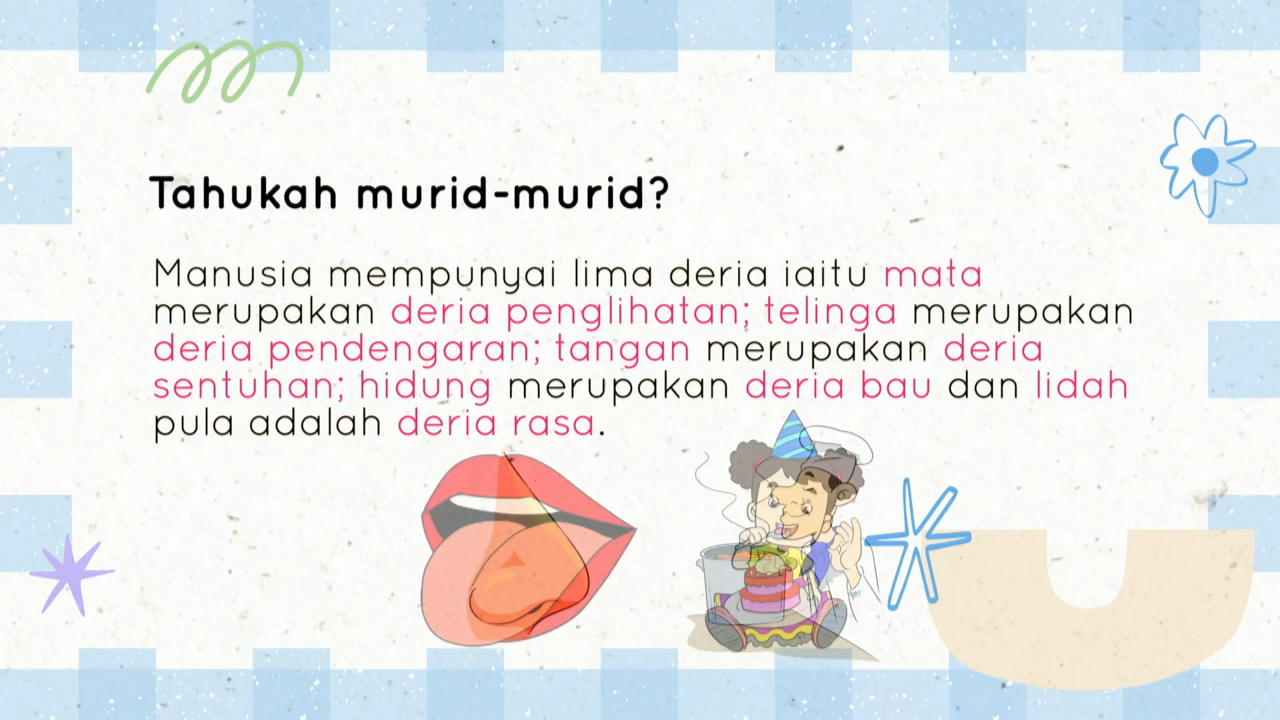 Tahukah murid-murid?
Manusia mempunyai lima deria iaitu mata
merupakan deria penglihatan; telinga merupakan
deria pendengaran; tangan merupakan deria
sentuhan; hidung merupakan deria bau dan lidah
pula adalah deria rasa.